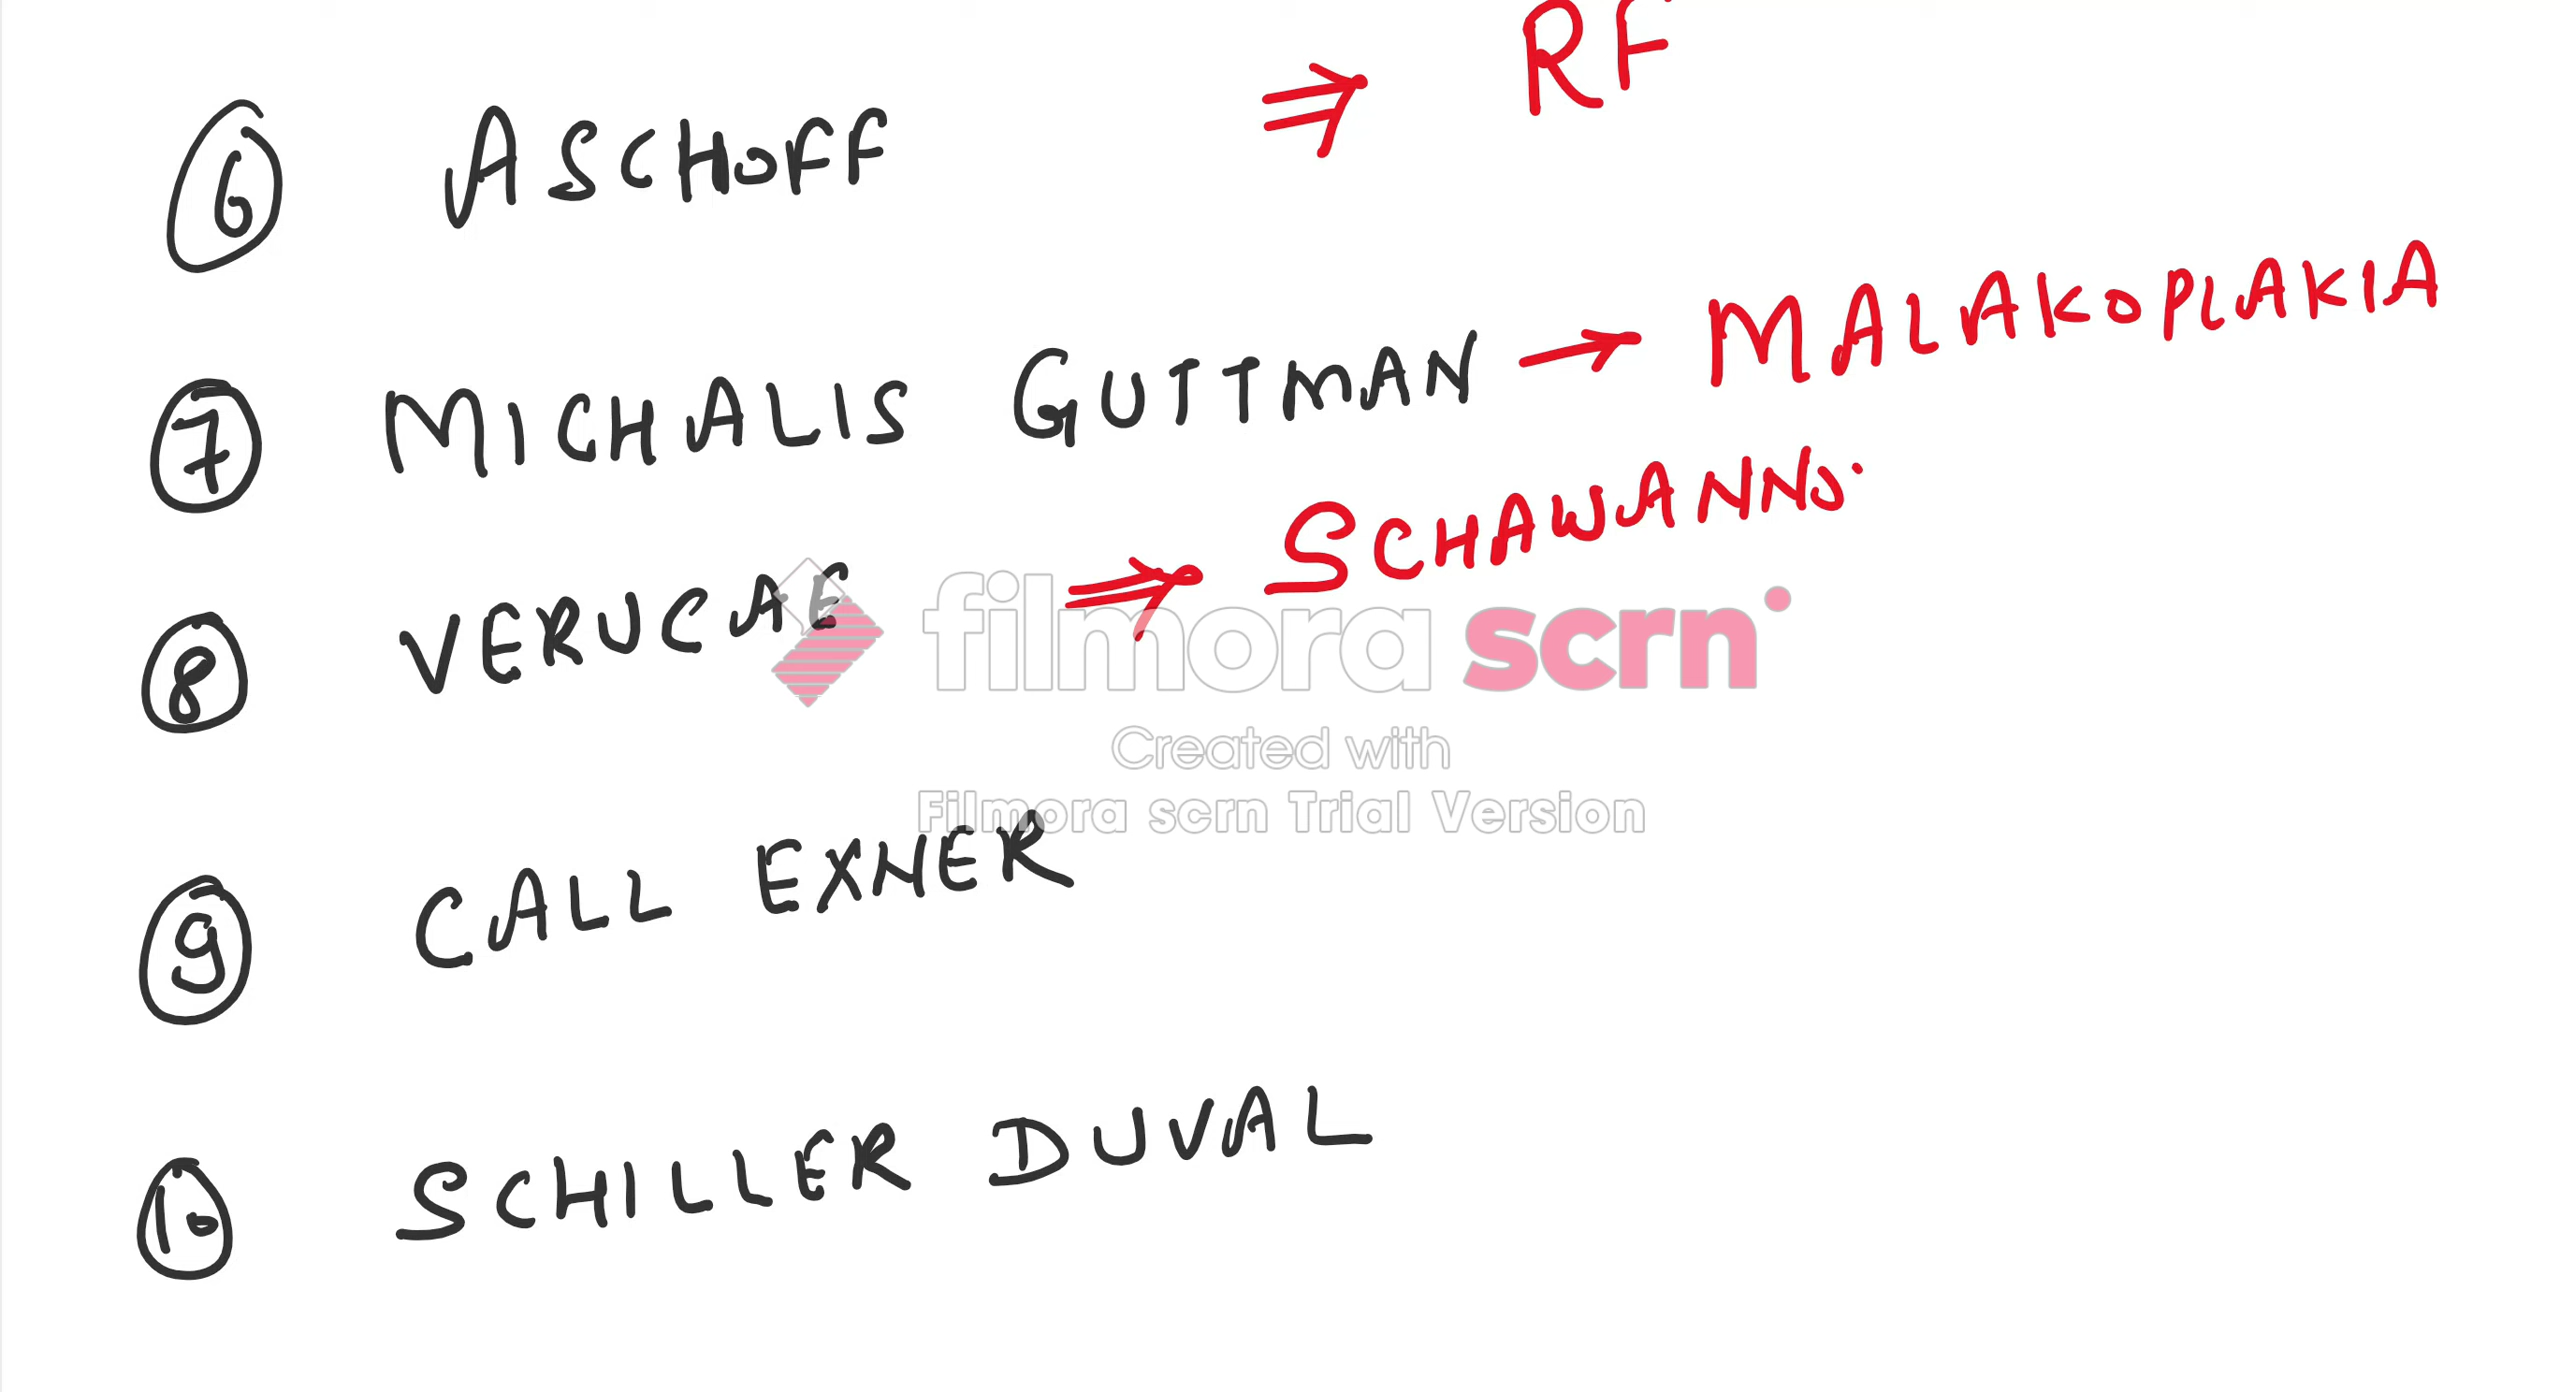 ⇒ RF
6 ASCHOFF
7 MICHALIS GUTTMAN → MALAKOPLAKIA
8 VERUCAE ⇒ SCHAWANNO.
filmora scrn
Created with
Filmora scrn Trial Version
9 CALL EXNER
10 SCHILLER DUVAL